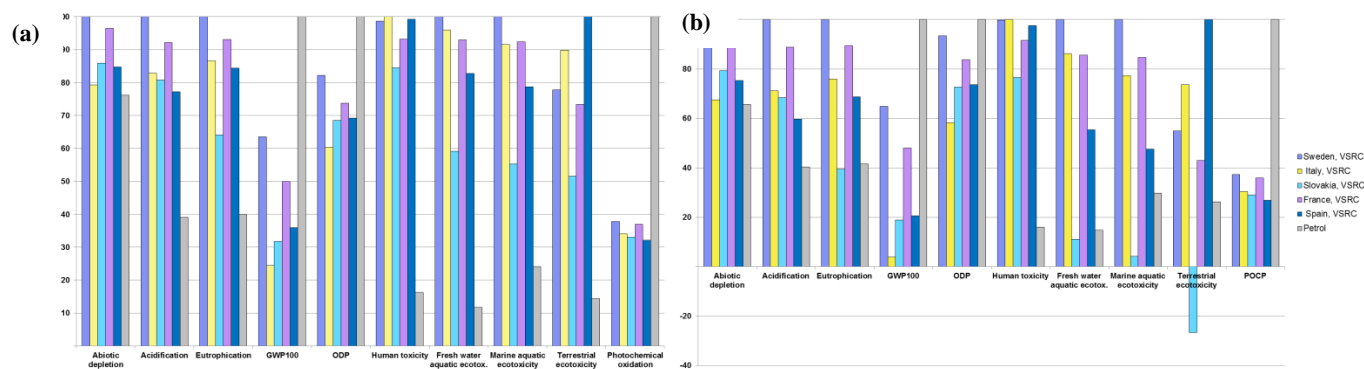 (a)
00
90
80
70
60
50
40
30
20
10
Abiotic
depletion
Acidification
Eutrophication
GWP100
ODP
Human toxicity
Fresh water
aquatic ecotox.
Marine aquatic
ecotoxicity
Terrestrial
ecotoxicity
Photochemical
oxidation
(b)
80
60
40
20
-20
-40
Abiotic
depletion
Acidification
Eutrophication
GWP100
ODP
Human toxicity
Fresh water
aquatic ecotox.
Marine aquatic
ecotoxicity
Terrestrial
ecotoxicity
POCP
Sweden, VSRC
Italy, VSRC
Slovakia, VSRC
France, VSRC
Spain, VSRC
Petrol